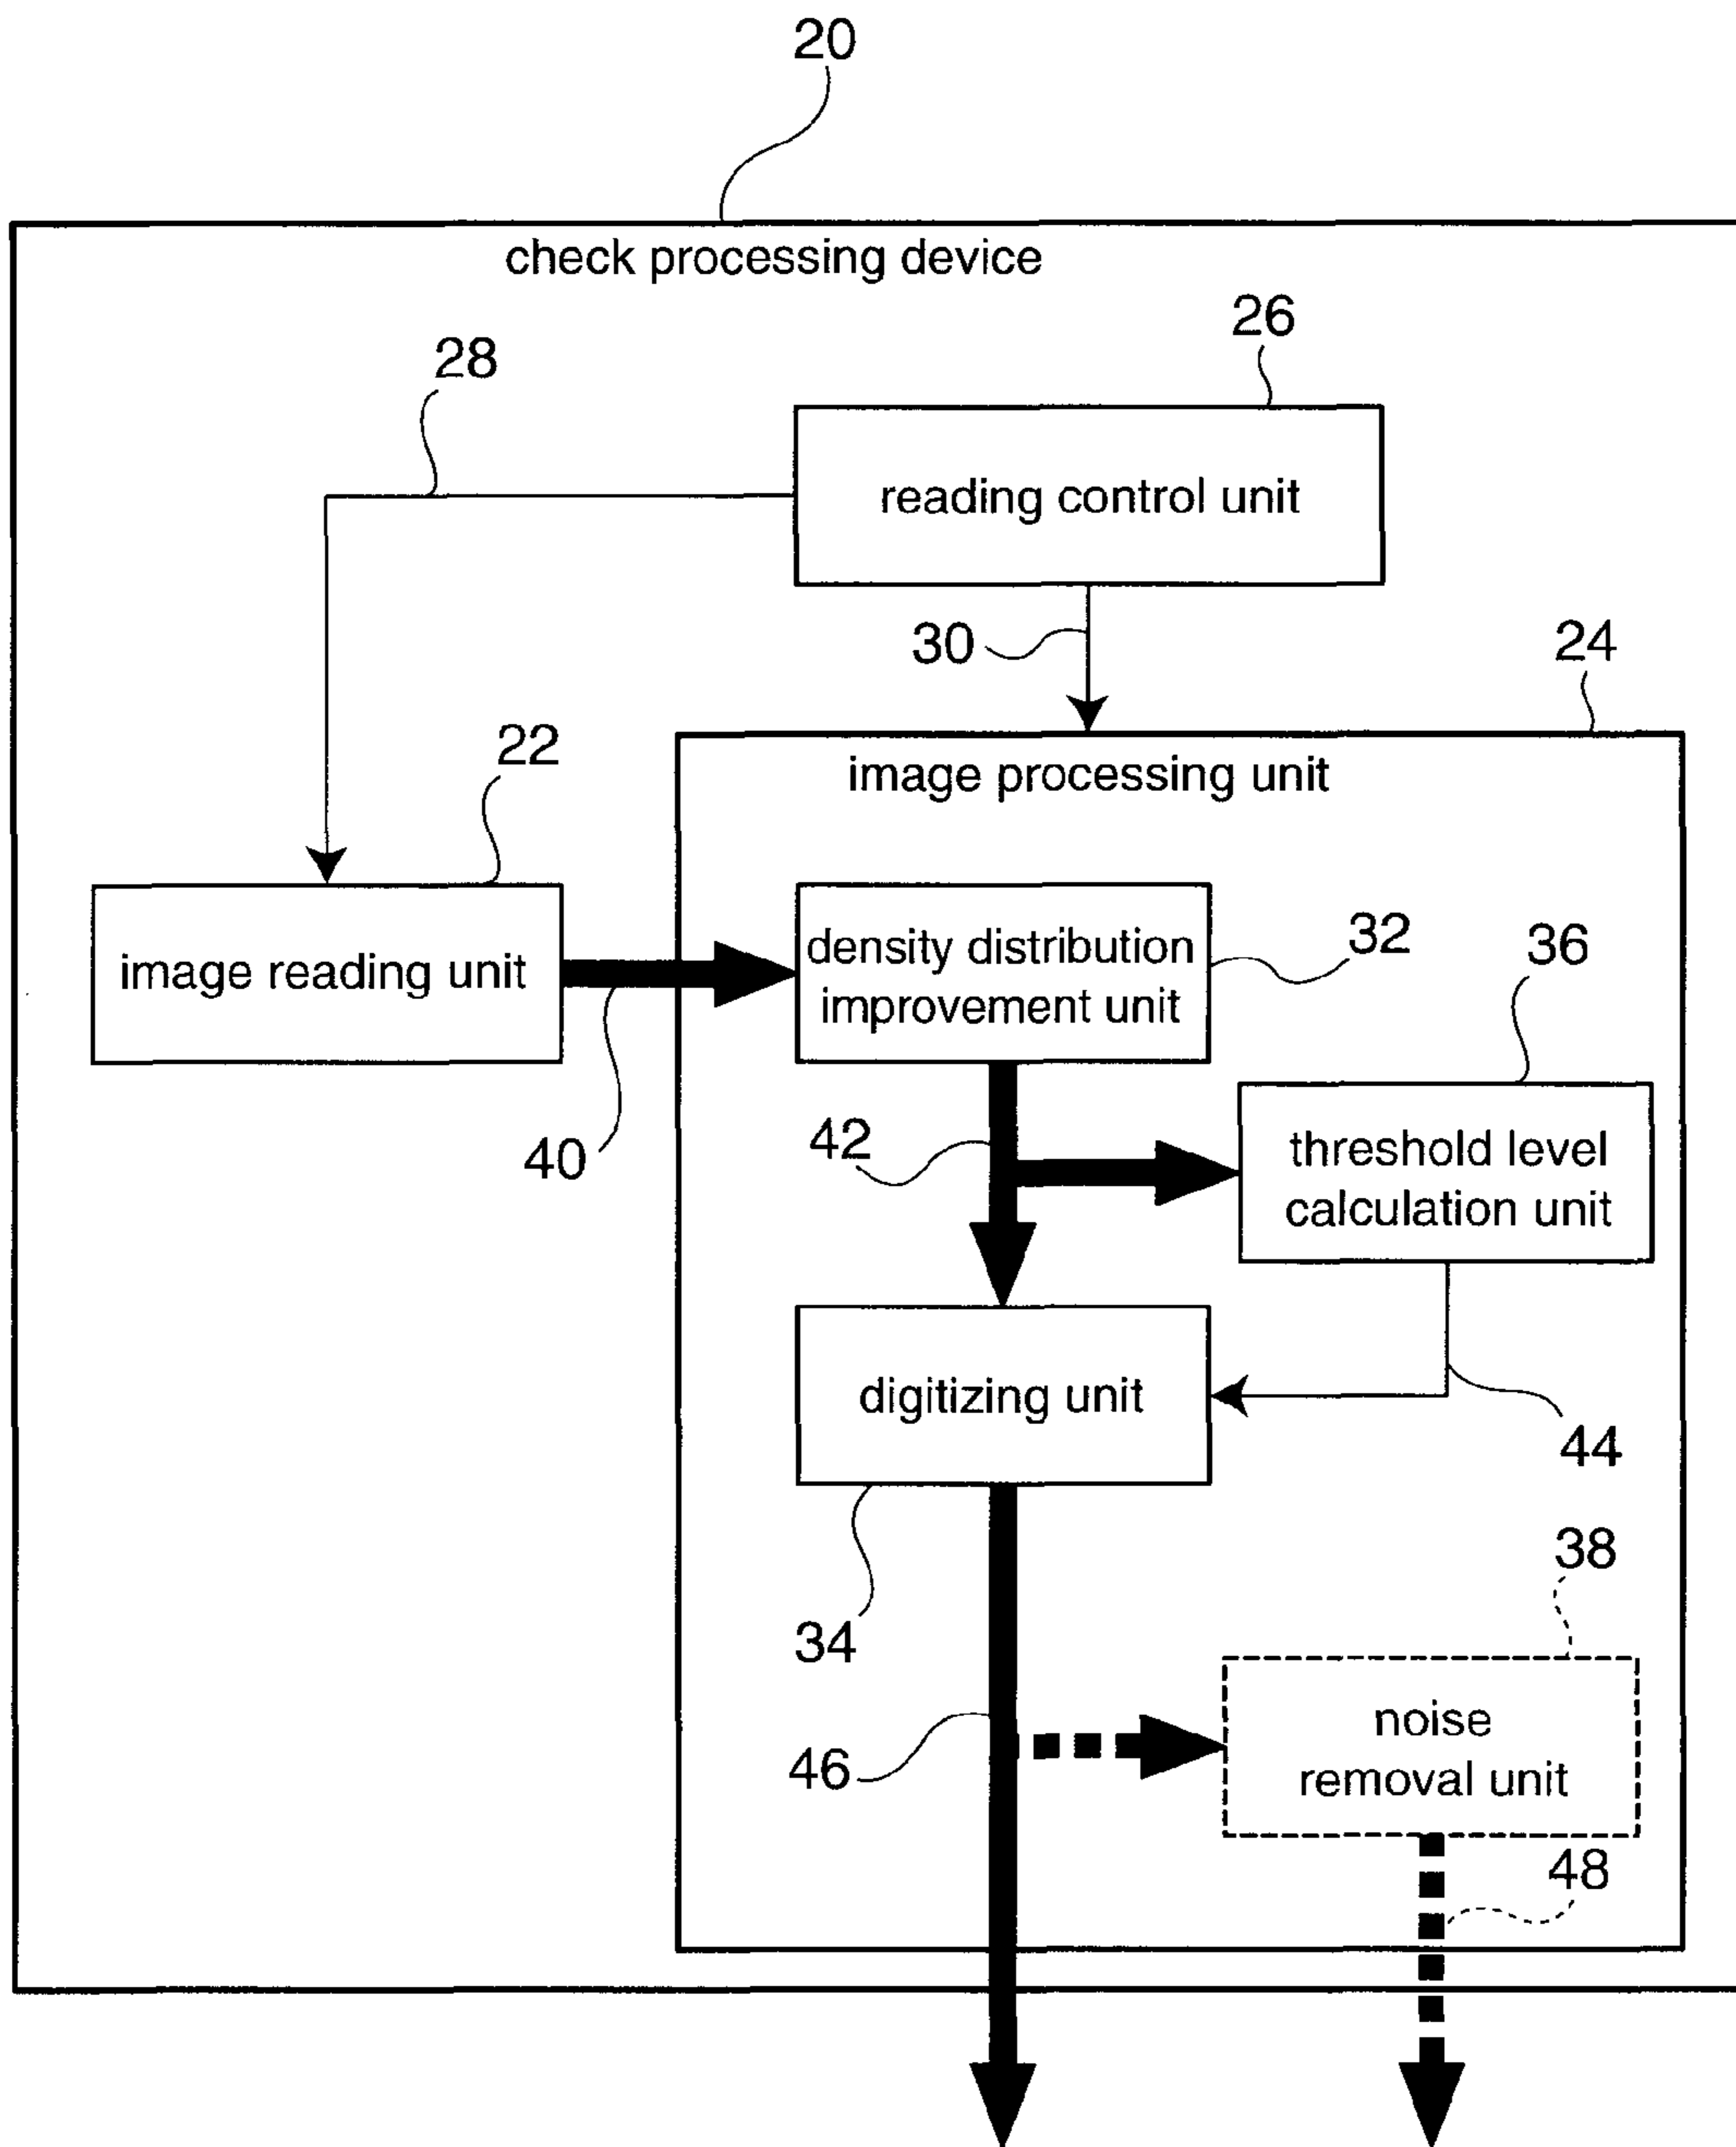 20
check processing device
26
28
reading control unit
30
24
22
image processing unit
density distribution
improvement unit
32
36
image reading unit
40
42
threshold level
calculation unit
digitizing unit
44
34
38
46
noise
removal unit
48